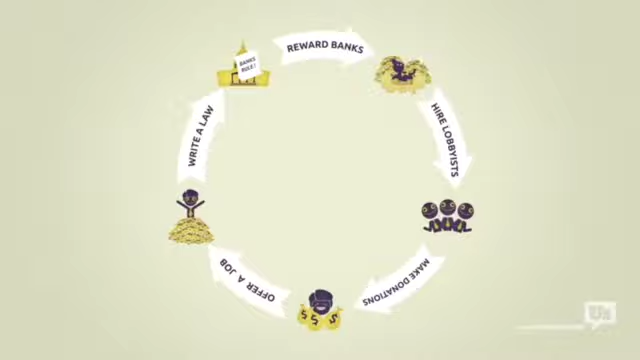 REWARD BANKS
BANKS
RULE!
HIRE LOBBYISTS
MAKE DONATIONS
$ $ $
OFFER A JOB
WRITE A LAW